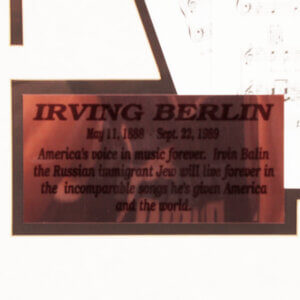 IRVING BERLIN
May 11, 1888 - Sept. 22, 1989
America's voice in music forever. Irvin Balin
the Russian immigrant Jew will live forever in
the incomparable songs he's given America
and the world.